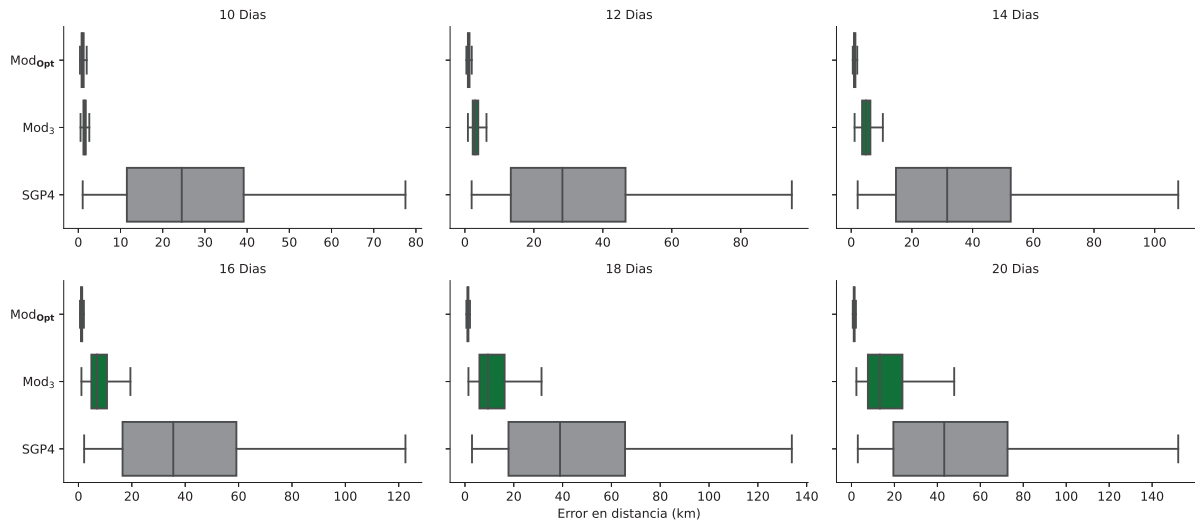 10 Dias
12 Dias
14 Dias
Mod_Opt
Mod_3
SGP4
0 10 20 30 40 50 60 70 80
0 20 40 60 80
0 20 40 60 80 100
16 Dias
18 Dias
20 Dias
Mod_Opt
Mod_3
SGP4
0 20 40 60 80 100 120
0 20 40 60 80 100 120 140
0 20 40 60 80 100 120 140
Error en distancia (km)